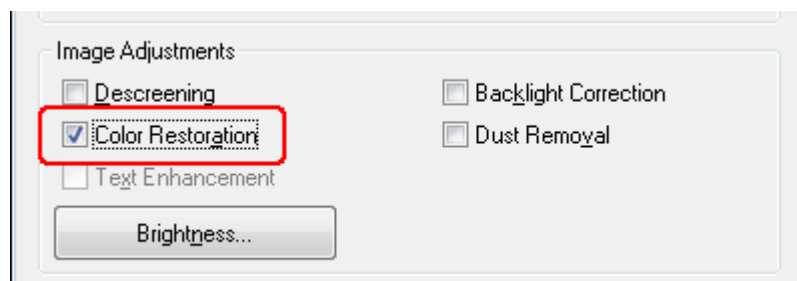 Image Adjustments
Descreening
Backlight Correction
Color Restoration
Dust Removal
Text Enhancement
Brightness...